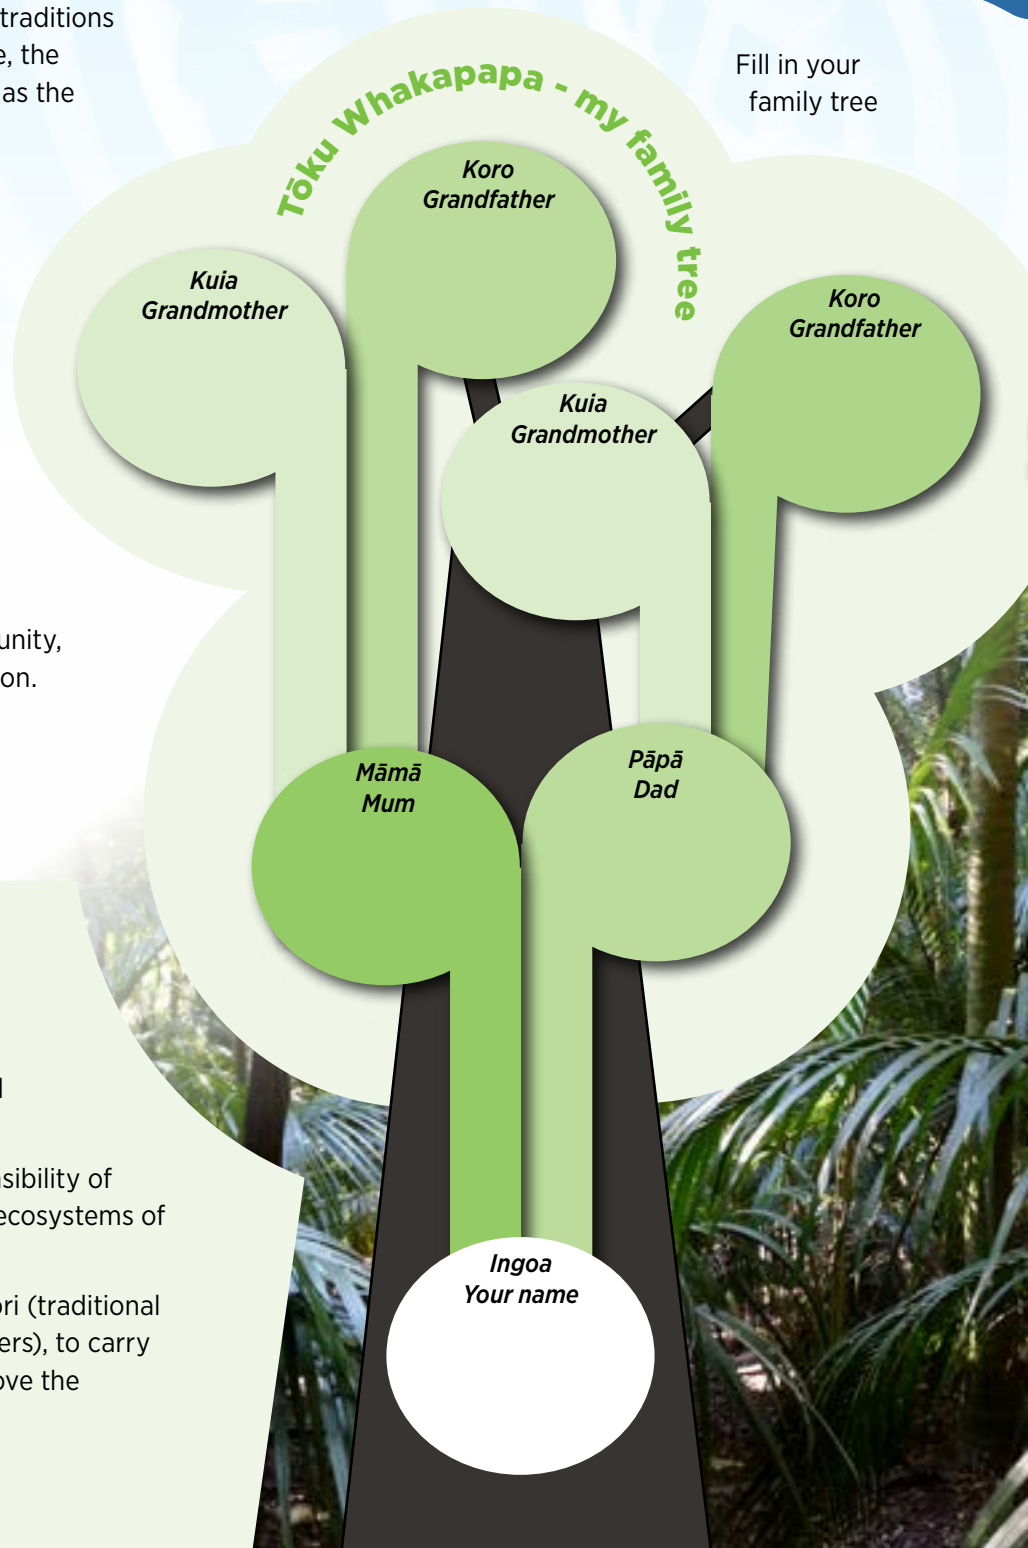 traditions
e, the
as the
Fill in your
family tree
Tōku Whakapapa - my family tree
Koro
Grandfather
Kuia
Grandmother
Koro
Grandfather
Kuia
Grandmother
unity,
on.
Māmā
Mum
Pāpā
Dad
sibility of
ecosystems of
ori (traditional
ers), to carry
ove the
Ingoa
Your name